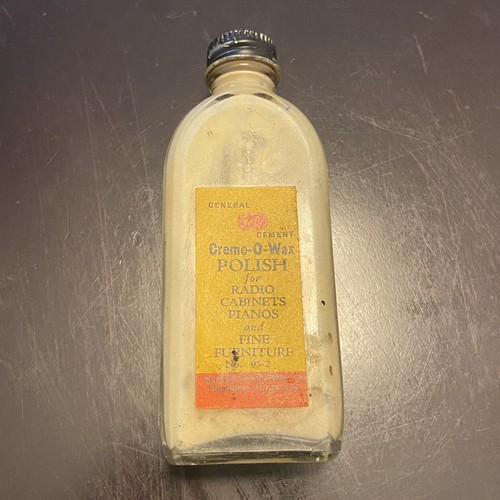 GENERAL
CEMENT
Creme-O-Wax
POLISH
for
RADIO
CABINETS
PIANOS
and
FINE
FURNITURE
No. 95-2